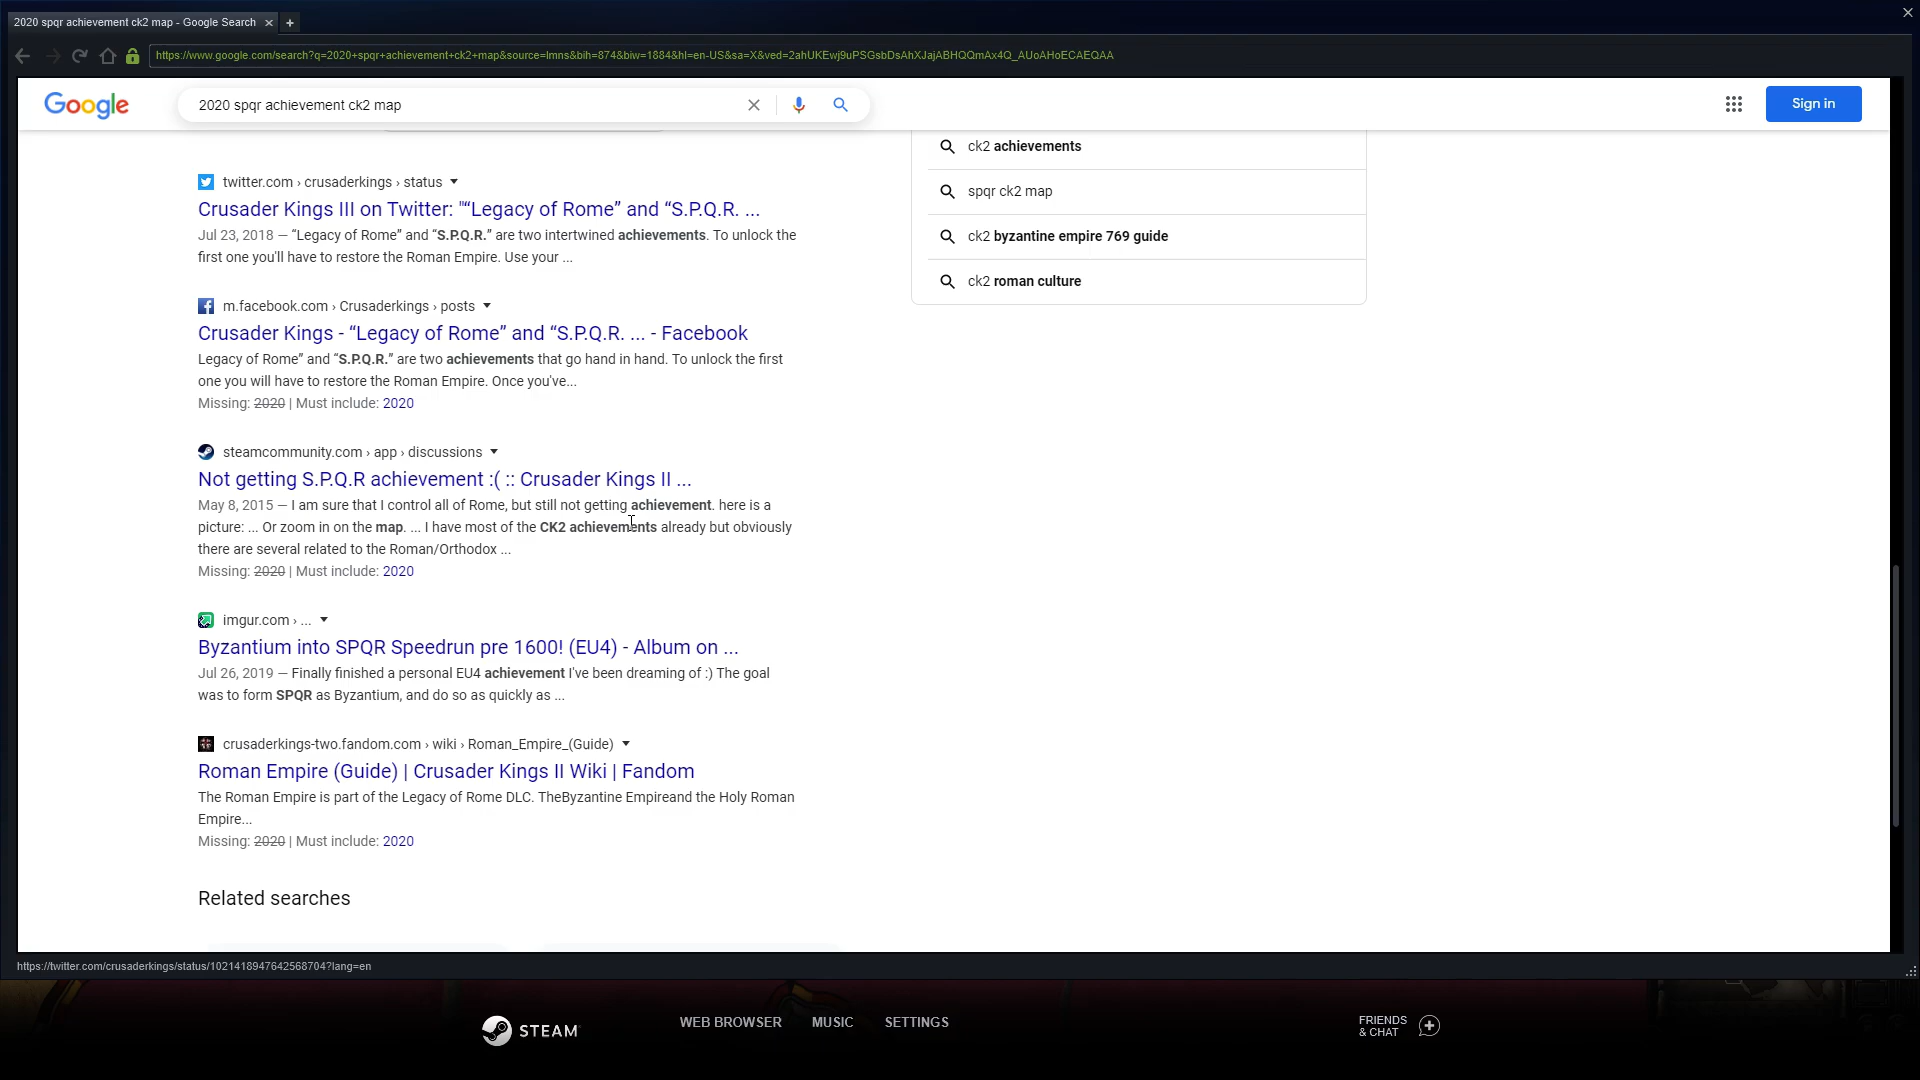 2020 spqr achievement ck2 map - Google Search
https://www.google.com/search?q=2020+spqr+achievement+ck2+map&source=lmns&bih=874&biw=1884&hl=en-US&sa=X&ved=2ahUKEwj9uPSGsbDsAhXJajABHQQmAx4Q_AUoAHoECAEQAA
Google
2020 spqr achievement ck2 map
Sign in
twitter.com › crusaderkings › status
Crusader Kings III on Twitter: "“Legacy of Rome” and “S.P.Q.R. ...
Jul 23, 2018 — “Legacy of Rome” and “S.P.Q.R.” are two intertwined achievements. To unlock the
first one you'll have to restore the Roman Empire. Use your ...
m.facebook.com › Crusaderkings › posts
Crusader Kings - “Legacy of Rome” and “S.P.Q.R. ... - Facebook
Legacy of Rome” and “S.P.Q.R.” are two achievements that go hand in hand. To unlock the first
one you will have to restore the Roman Empire. Once you've...
Missing: 2020 | Must include: 2020
steamcommunity.com › app › discussions
Not getting S.P.Q.R achievement :( :: Crusader Kings II ...
May 8, 2015 — I am sure that I control all of Rome, but still not getting achievement. here is a
picture: ... Or zoom in on the map. ... I have most of the CK2 achievements already but obviously
there are several related to the Roman/Orthodox ...
Missing: 2020 | Must include: 2020
imgur.com › ...
Byzantium into SPQR Speedrun pre 1600! (EU4) - Album on ...
Jul 26, 2019 — Finally finished a personal EU4 achievement I've been dreaming of :) The goal
was to form SPQR as Byzantium, and do so as quickly as ...
crusaderkings-two.fandom.com › wiki › Roman_Empire_(Guide)
Roman Empire (Guide) | Crusader Kings II Wiki | Fandom
The Roman Empire is part of the Legacy of Rome DLC. TheByzantine Empireand the Holy Roman
Empire...
Missing: 2020 | Must include: 2020
Related searches
ck2 achievements
spqr ck2 map
ck2 byzantine empire 769 guide
ck2 roman culture
https://twitter.com/crusaderkings/status/1021418947642568704?lang=en
STEAM
WEB BROWSER
MUSIC
SETTINGS
FRIENDS
& CHAT